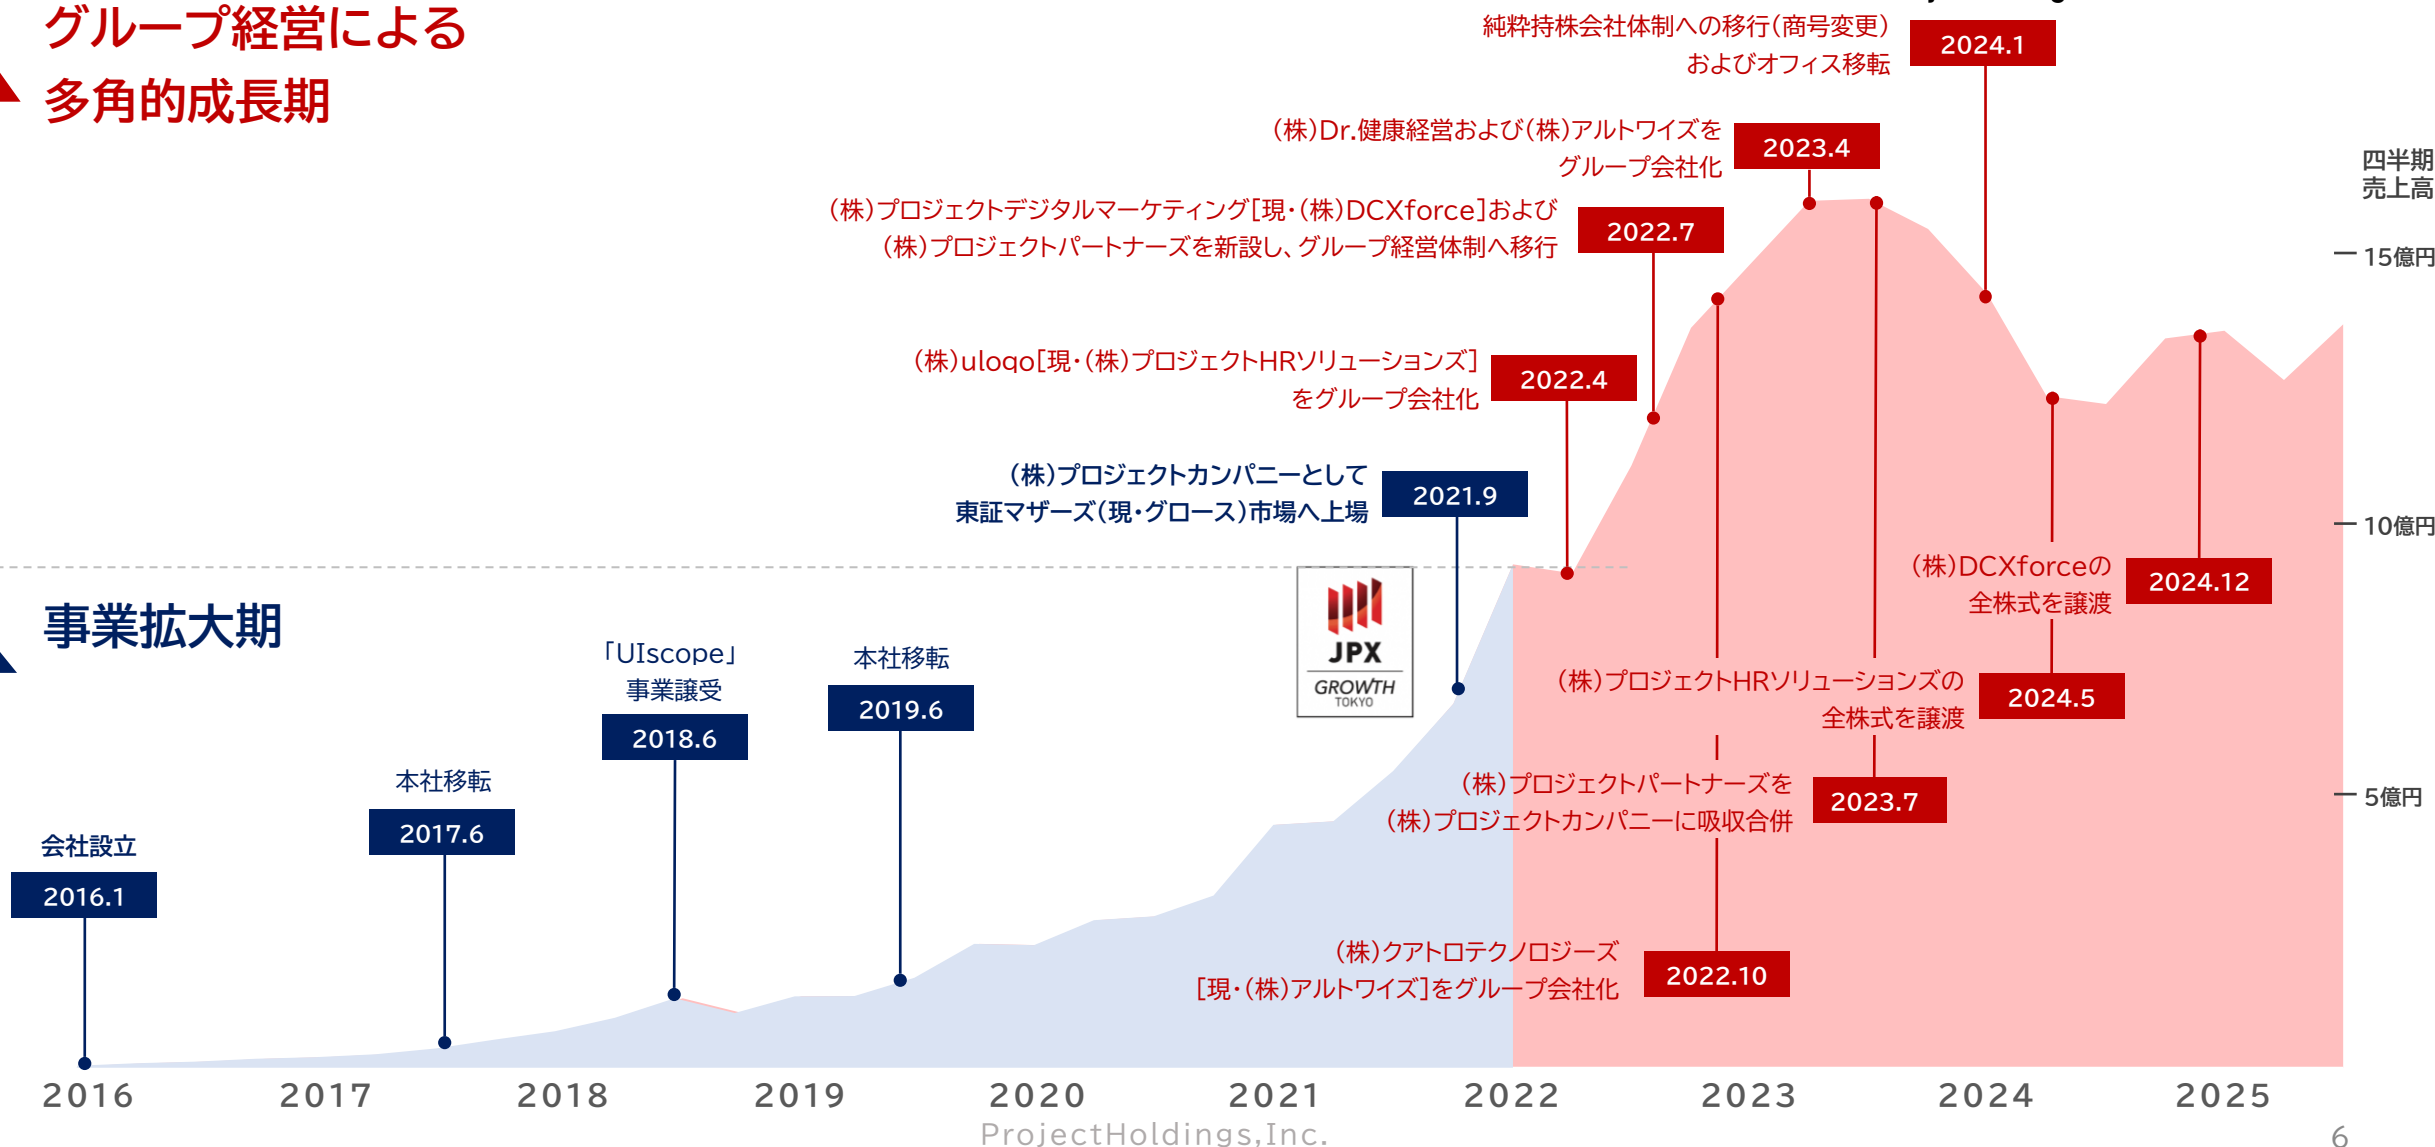 グループ経営による
多角的成長期
純粋持株会社体制への移行(商号変更)
およびオフィス移転
2024.1
(株)Dr.健康経営および(株)アルトワイズを
グループ会社化
2023.4
(株)プロジェクトデジタルマーケティング[現・(株)DCXforce]および
(株)プロジェクトパートナーズを新設し、グループ経営体制へ移行
2022.7
(株)uloqo[現・(株)プロジェクトHRソリューションズ]
をグループ会社化
2022.4
(株)プロジェクトカンパニーとして
東証マザーズ(現・グロース)市場へ上場
2021.9
四半期
売上高
15億円
10億円
5億円
JPX
GROWTH
TOKYO
(株)DCXforceの
全株式を譲渡
2024.12
(株)プロジェクトHRソリューションズの
全株式を譲渡
2024.5
(株)プロジェクトパートナーズを
(株)プロジェクトカンパニーに吸収合併
2023.7
(株)クアトロテクノロジーズ
[現・(株)アルトワイズ]をグループ会社化
2022.10
事業拡大期
「UIscope」
事業譲受
2018.6
本社移転
2019.6
本社移転
2017.6
会社設立
2016.1
2016 2017 2018 2019 2020 2021 2022 2023 2024 2025
ProjectHoldings,Inc.
6